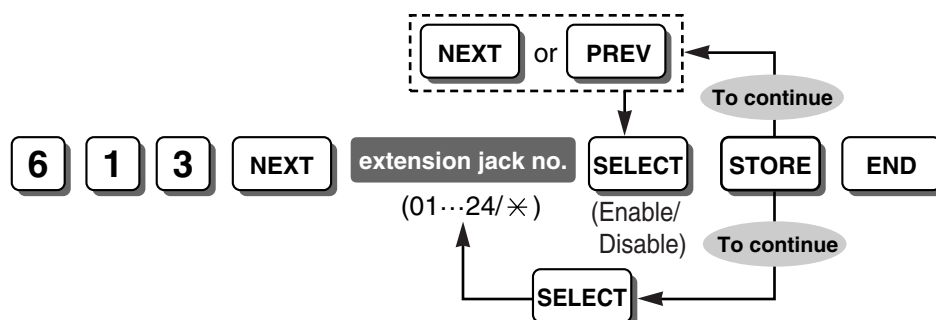 NEXT or PREV
To continue
6 1 3 NEXT extension jack no. SELECT STORE END
(01···24/✳) (Enable/
Disable) To continue
SELECT